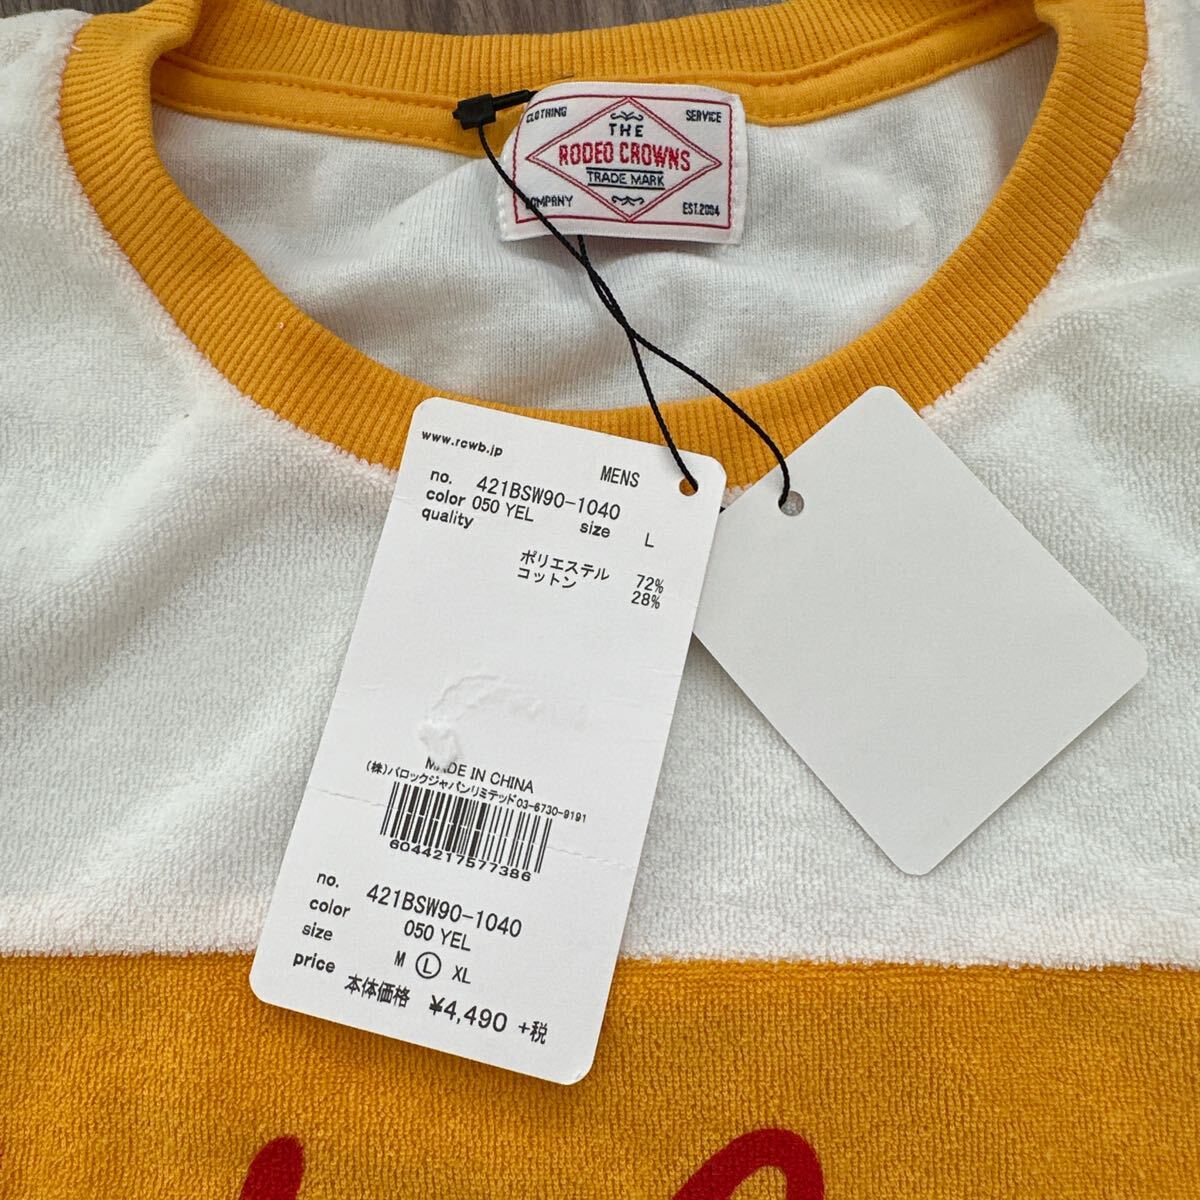 CLOTHING SERVICE
THE
RODEO CROWNS
TRADE MARK
COMPANY EST.2004
www.rcwb.jp
MENS
no. 421BSW90-1040
color 050 YEL size L
quality
ポリエステル 72%
コットン 28%
MADE IN CHINA
(株)バロックジャパンリミテッド03-6730-9191
6044217577386
no. 421BSW90-1040
color 050 YEL
size M L XL
price 本体価格 ¥4,490 +税